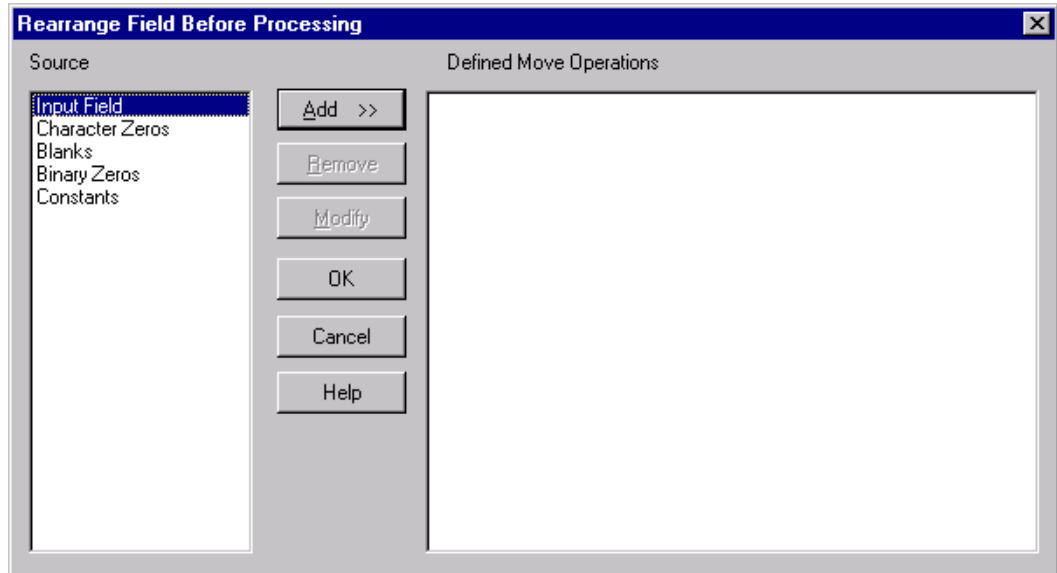 Rearrange Field Before Processing
Source
Defined Move Operations
Input Field
Character Zeros
Blanks
Binary Zeros
Constants
Add >>
Remove
Modify
OK
Cancel
Help